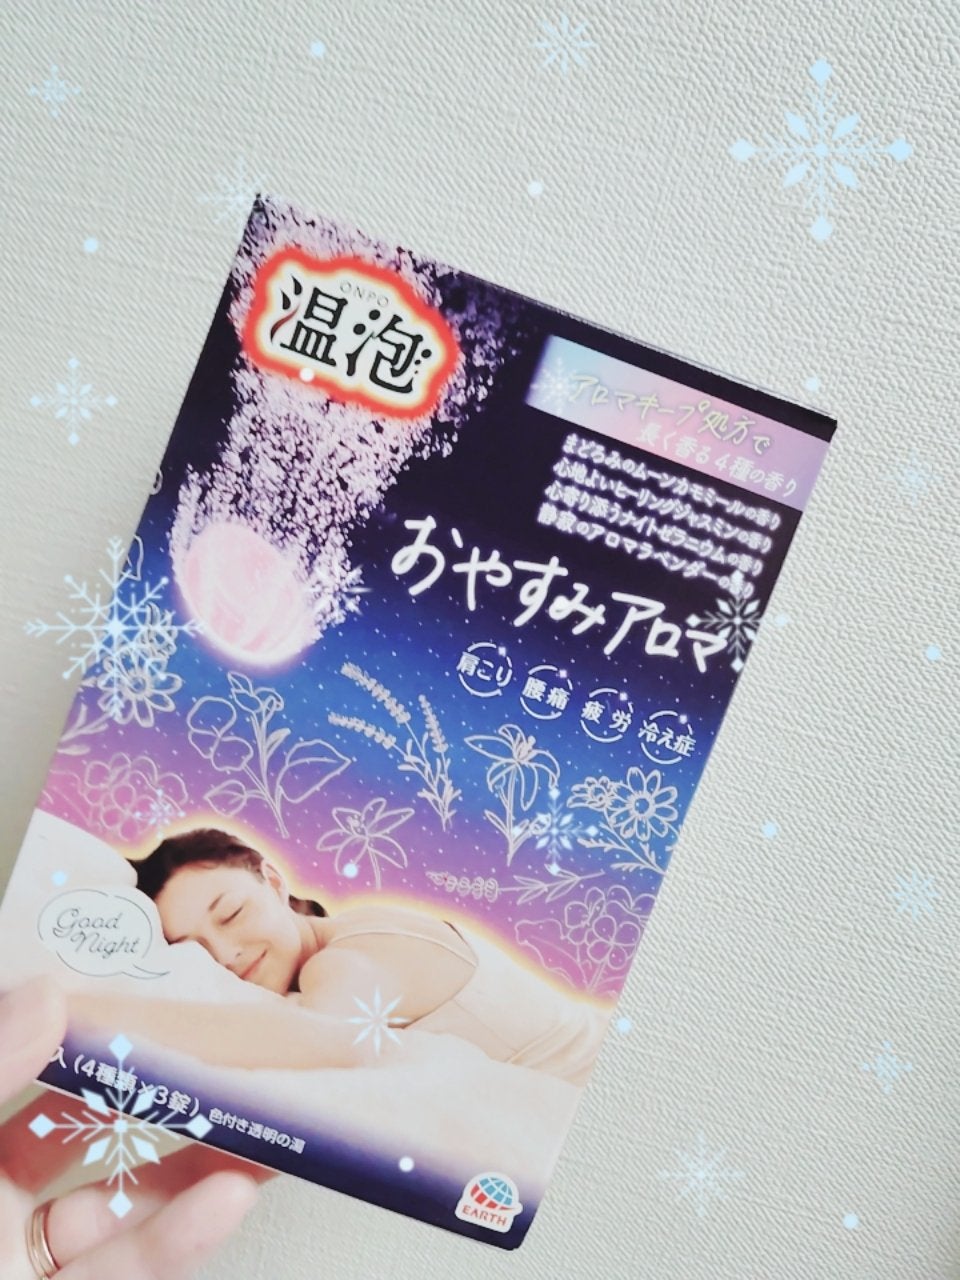 ONPO
温泡
アロマキープ処方で
長く香る4種の香り
まどろみのムーンカモミールの香り
心地よいヒーリングジャスミンの香り
心寄り添うナイトゼラニウムの香り
静寂のアロマラベンダーの香り
おやすみアロマ
肩こり 腰痛 疲労 冷え症
Good
Night
入(4種類×3錠) 色付き透明の湯
EARTH